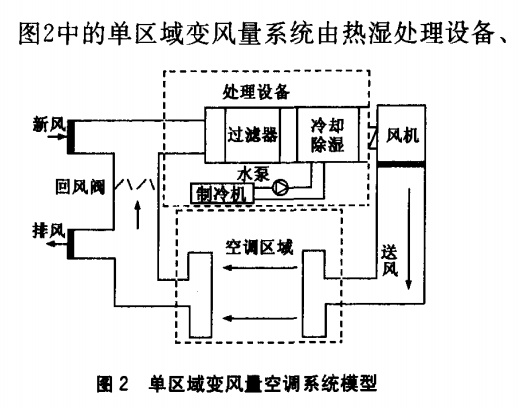 图2中的单区域变风量系统由热湿处理设备、
处理设备
新风
过滤器
冷却
除湿
风机
水泵
回风阀
制冷机
排风
空调区域
送风
图 2 单区域变风量空调系统模型